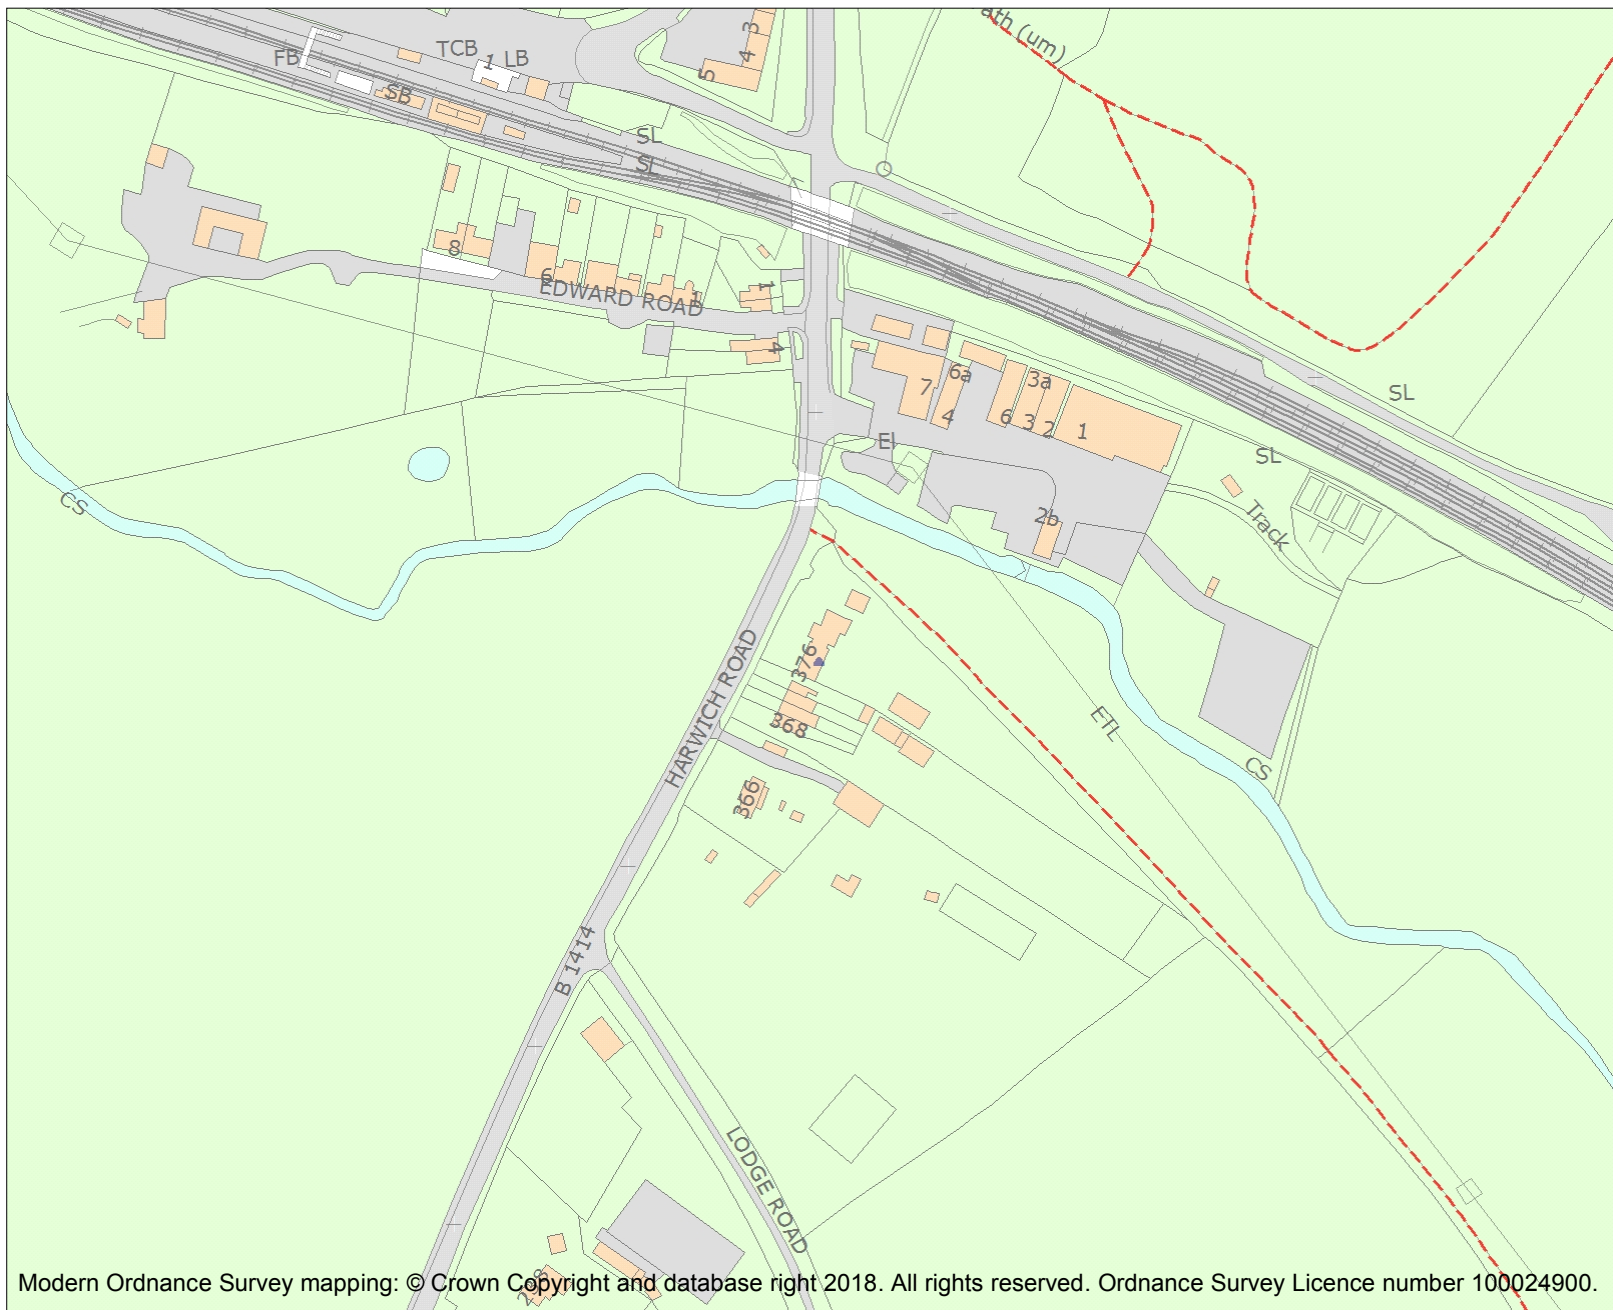 ath (um)
3
4
5
TCB
1
LB
FB
SB
SL
SL
8
6
1
1
EDWARD ROAD
4
7
6a
4
6
3a
3
2
1
SL
SL
El
2b
Track
CS
376
368
366
HARWICH ROAD
ETL
CS
B 1414
LODGE ROAD
298
Modern Ordnance Survey mapping: © Crown Copyright and database right 2018. All rights reserved. Ordnance Survey Licence number 100024900.